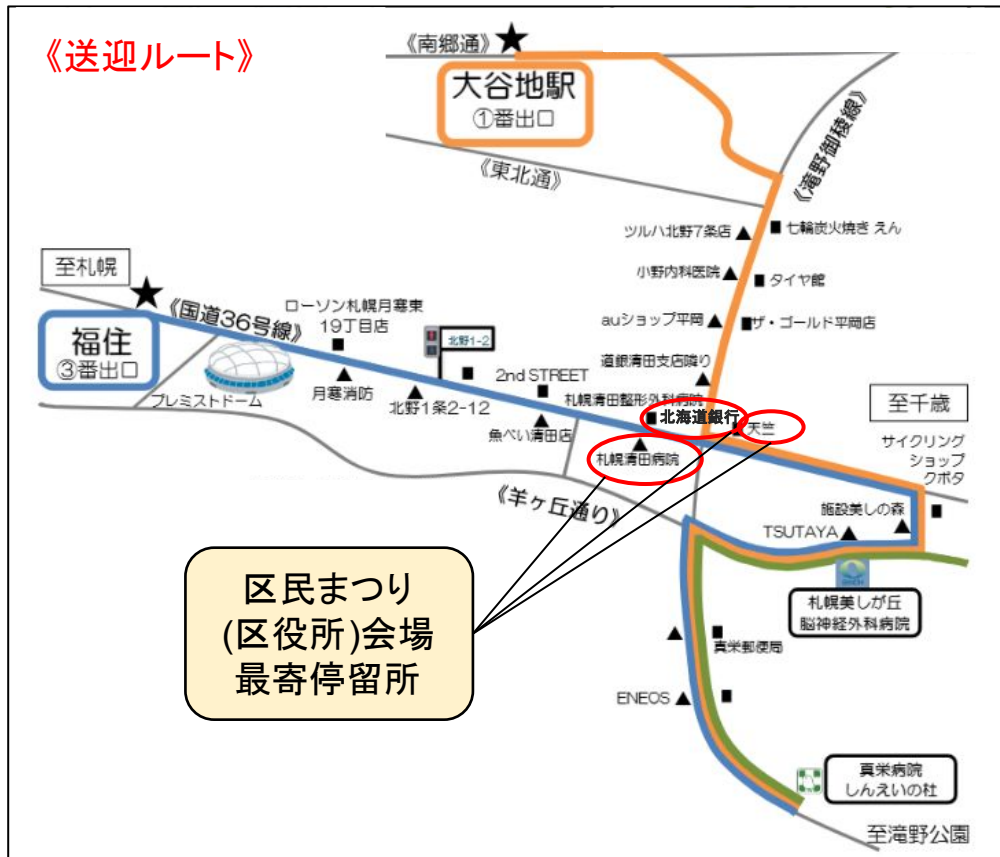 《送迎ルート》
《南郷通》
大谷地駅
①番出口
《東北通》
《滝野御稜線》
ツルハ北野7条店
七輪炭火焼き えん
小野内科医院
タイヤ館
auショップ平岡
ザ・ゴールド平岡店
道銀清田支店隣り
至札幌
《国道36号線》
福住
③番出口
プレミストドーム
ローソン札幌月寒東
19丁目店
月寒消防
北野1-2
北野1条2-12
2nd STREET
魚べい清田店
札幌清田整形外科病院
北海道銀行
札幌清田病院
天竺
至千歳
サイクリング
ショップ
クボタ
《羊ヶ丘通り》
施設美しの森
TSUTAYA
札幌美しが丘
脳神経外科病院
区民まつり
(区役所)会場
最寄停留所
真栄郵便局
ENEOS
真栄病院
しんえいの杜
至滝野公園